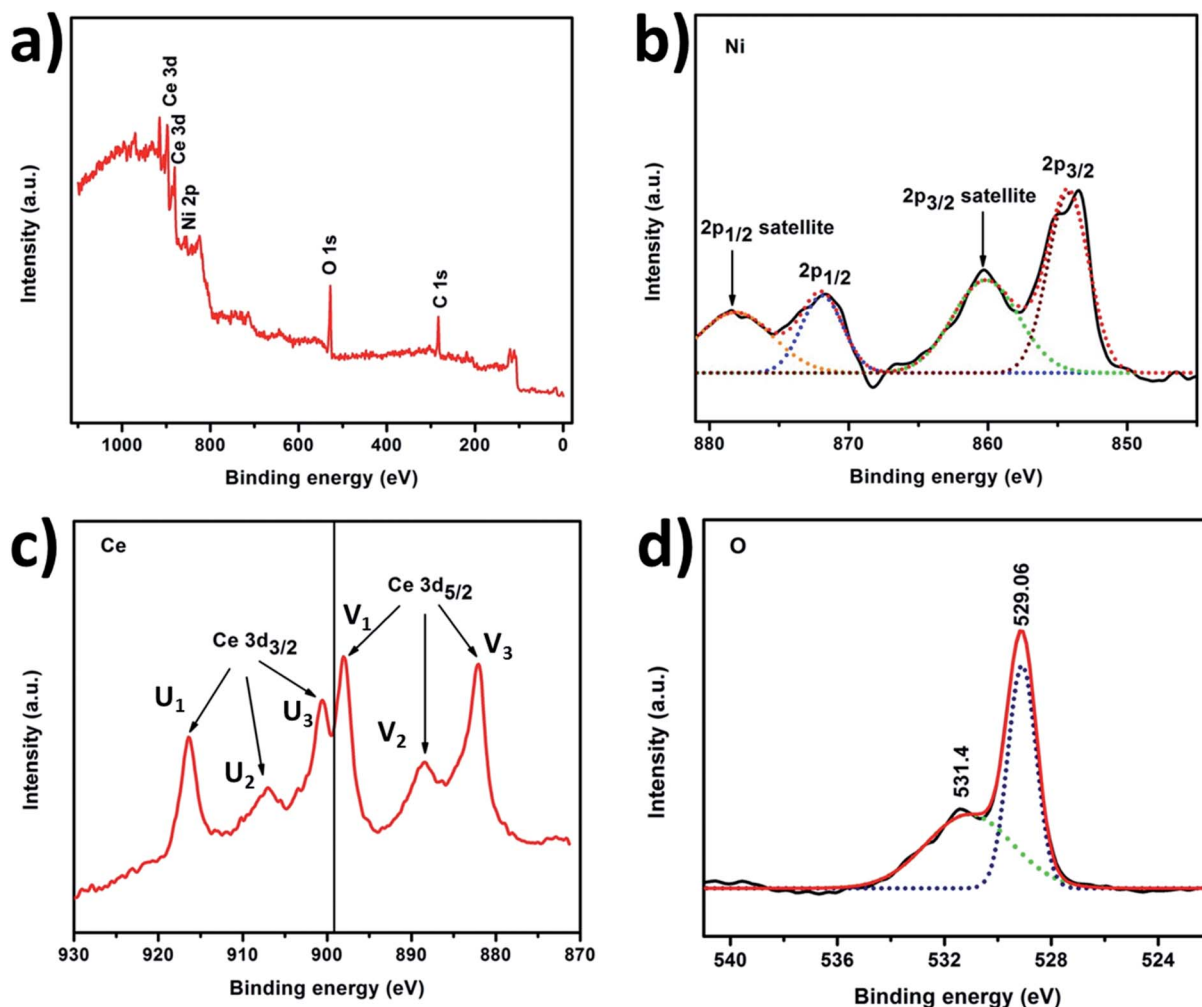 a)
Ce 3d
Ce 3d
Ni 2p
O 1s
C 1s
Intensity (a.u.)
1000 800 600 400 200 0
Binding energy (eV)
b)
Ni
2p1/2 satellite
2p1/2
2p3/2 satellite
2p3/2
Intensity (a.u.)
880 870 860 850
Binding energy (eV)
c)
Ce
Ce 3d3/2
Ce 3d5/2
U1
U2
U3
V1
V2
V3
Intensity (a.u.)
930 920 910 900 890 880 870
Binding energy (eV)
d)
O
531.4
529.06
Intensity (a.u.)
540 536 532 528 524
Binding energy (eV)